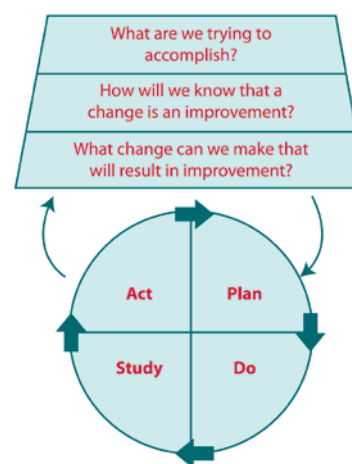 What are we trying to
accomplish?
How will we know that a
change is an improvement?
What change can we make that
will result in improvement?
Act
Plan
Study
Do